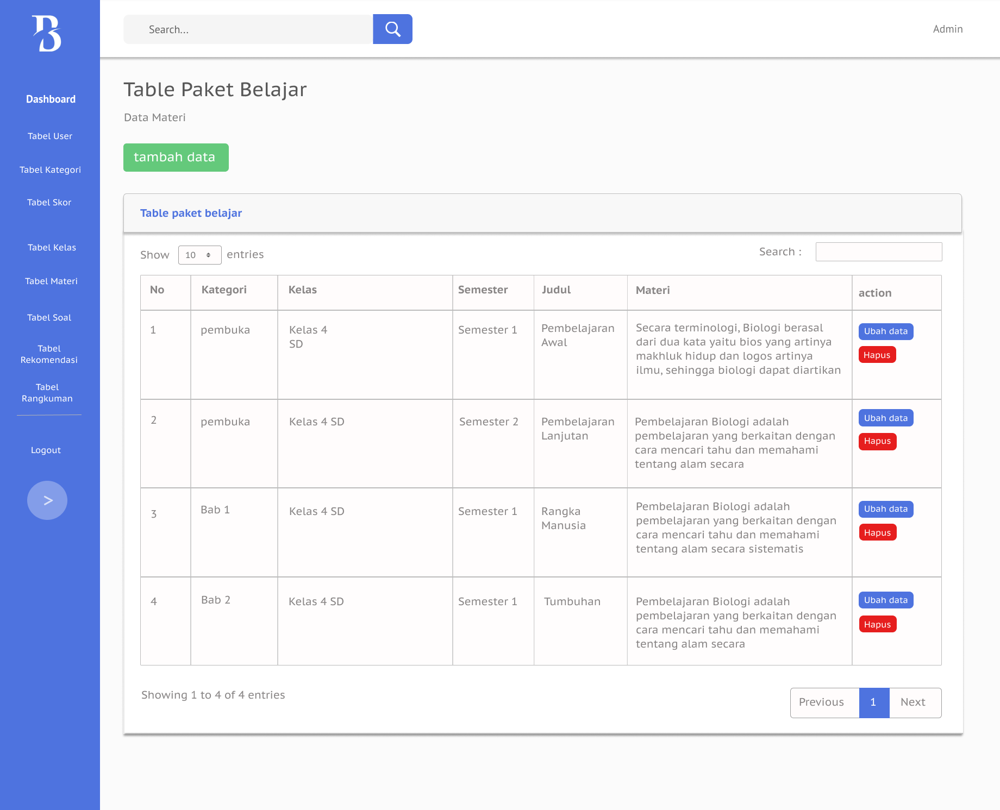 B
Search...
Admin
Dashboard
Tabel User
Tabel Kategori
Tabel Skor
Tabel Kelas
Tabel Materi
Tabel Soal
Tabel
Rekomendasi
Tabel
Rangkuman
Logout
>
Table Paket Belajar
Data Materi
tambah data
Table paket belajar
Show 10 entries
Search :
No Kategori Kelas Semester Judul Materi action
1 pembuka Kelas 4 Semester 1 Pembelajaran Secara terminologi, Biologi berasal Ubah data
SD Awal dari dua kata yaitu bios yang artinya
makhluk hidup dan logos artinya Hapus
ilmu, sehingga biologi dapat diartikan
2 pembuka Kelas 4 SD Semester 2 Pembelajaran Pembelajaran Biologi adalah Ubah data
Lanjutan pembelajaran yang berkaitan dengan Hapus
cara mencari tahu dan memahami
tentang alam secara
3 Bab 1 Kelas 4 SD Semester 1 Rangka Pembelajaran Biologi adalah Ubah data
Manusia pembelajaran yang berkaitan dengan
cara mencari tahu dan memahami Hapus
tentang alam secara sistematis
4 Bab 2 Kelas 4 SD Semester 1 Tumbuhan Pembelajaran Biologi adalah Ubah data
pembelajaran yang berkaitan dengan
cara mencari tahu dan memahami Hapus
tentang alam secara
Showing 1 to 4 of 4 entries
Previous 1 Next